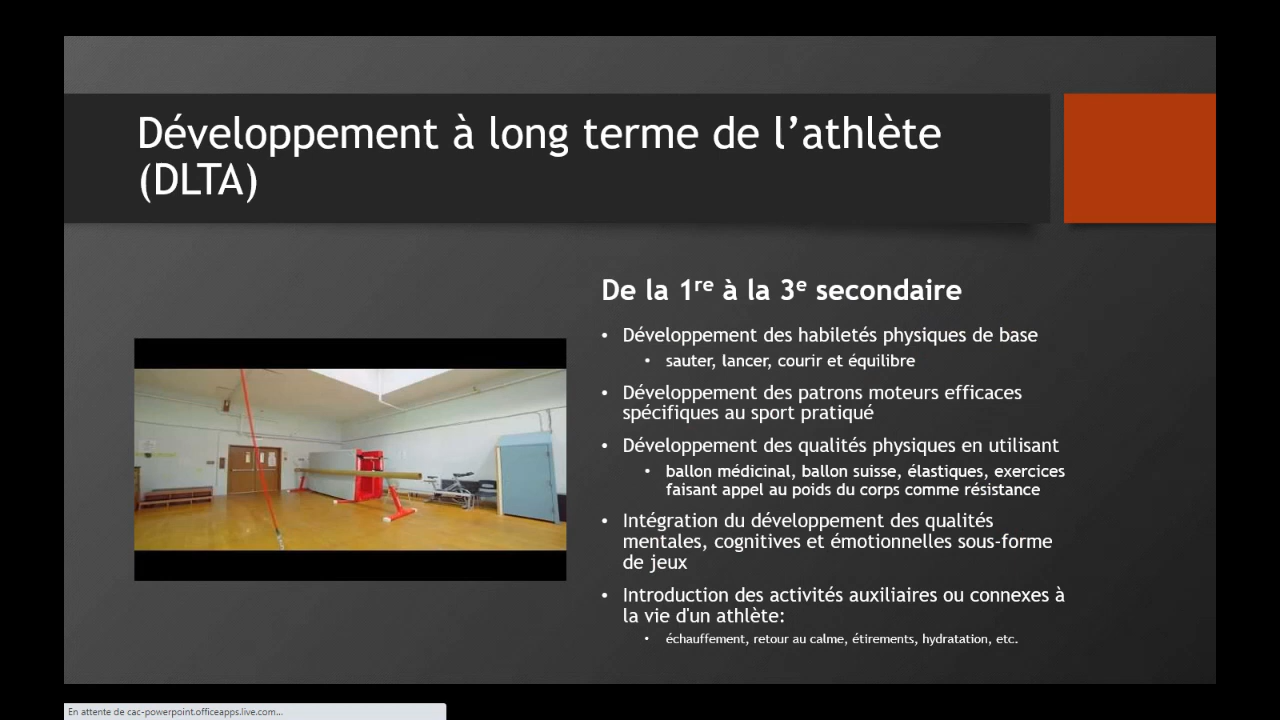 Développement à long terme de l’athlète
(DLTA)
De la 1re à la 3e secondaire
• Développement des habiletés physiques de base
• sauter, lancer, courir et équilibre
• Développement des patrons moteurs efficaces
spécifiques au sport pratiqué
• Développement des qualités physiques en utilisant
• ballon médicinal, ballon suisse, élastiques, exercices
faisant appel au poids du corps comme résistance
• Intégration du développement des qualités
mentales, cognitives et émotionnelles sous-forme
de jeux
• Introduction des activités auxiliaires ou connexes à
la vie d'un athlète:
• échauffement, retour au calme, étirements, hydratation, etc.
En attente de cac-powerpoint.officeapps.live.com...